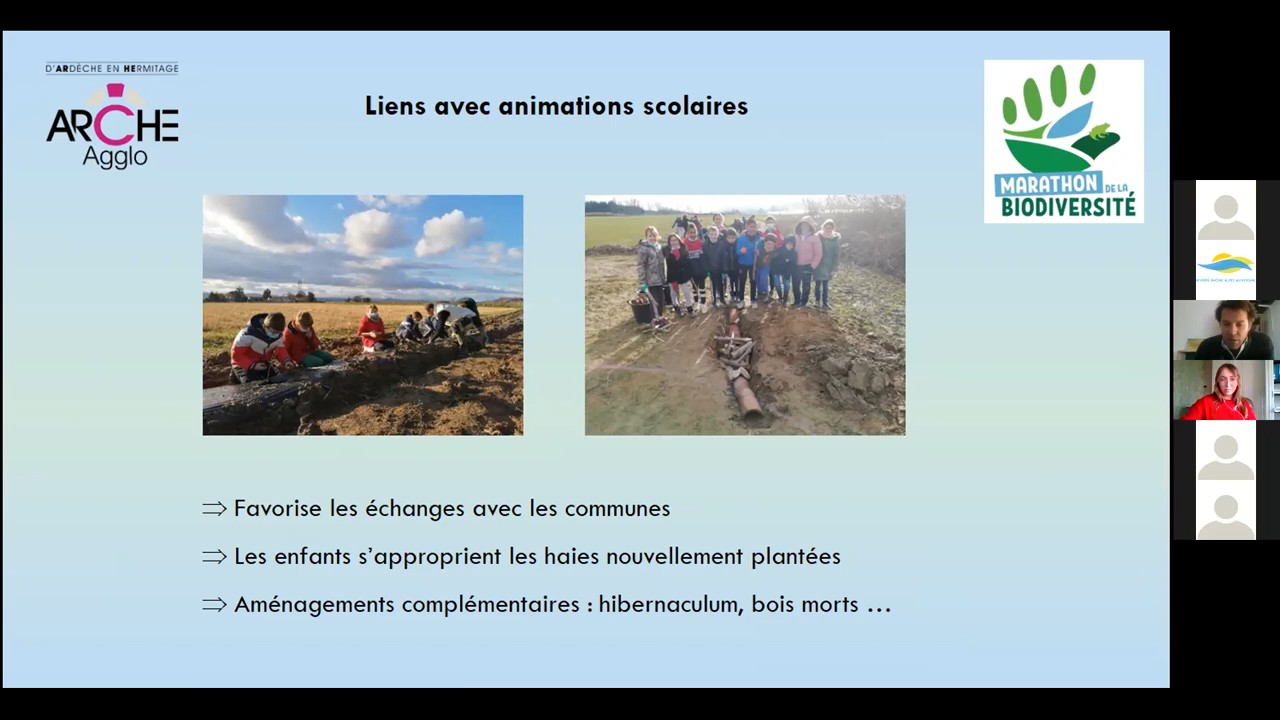 D'ARDÈCHE EN HERMITAGE
ARCHE
Agglo
Liens avec animations scolaires
MARATHON DE LA
BIODIVERSITÉ
⇒ Favorise les échanges avec les communes
⇒ Les enfants s'approprient les haies nouvellement plantées
⇒ Aménagements complémentaires : hibernaculum, bois morts …